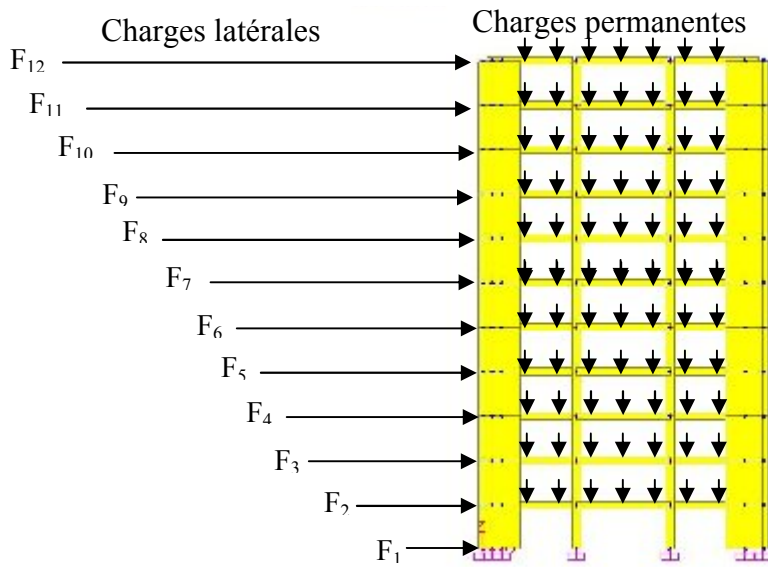 Charges latérales
Charges permanentes
F₁₂
F₁₁
F₁₀
F₉
F₈
F₇
F₆
F₅
F₄
F₃
F₂
F₁